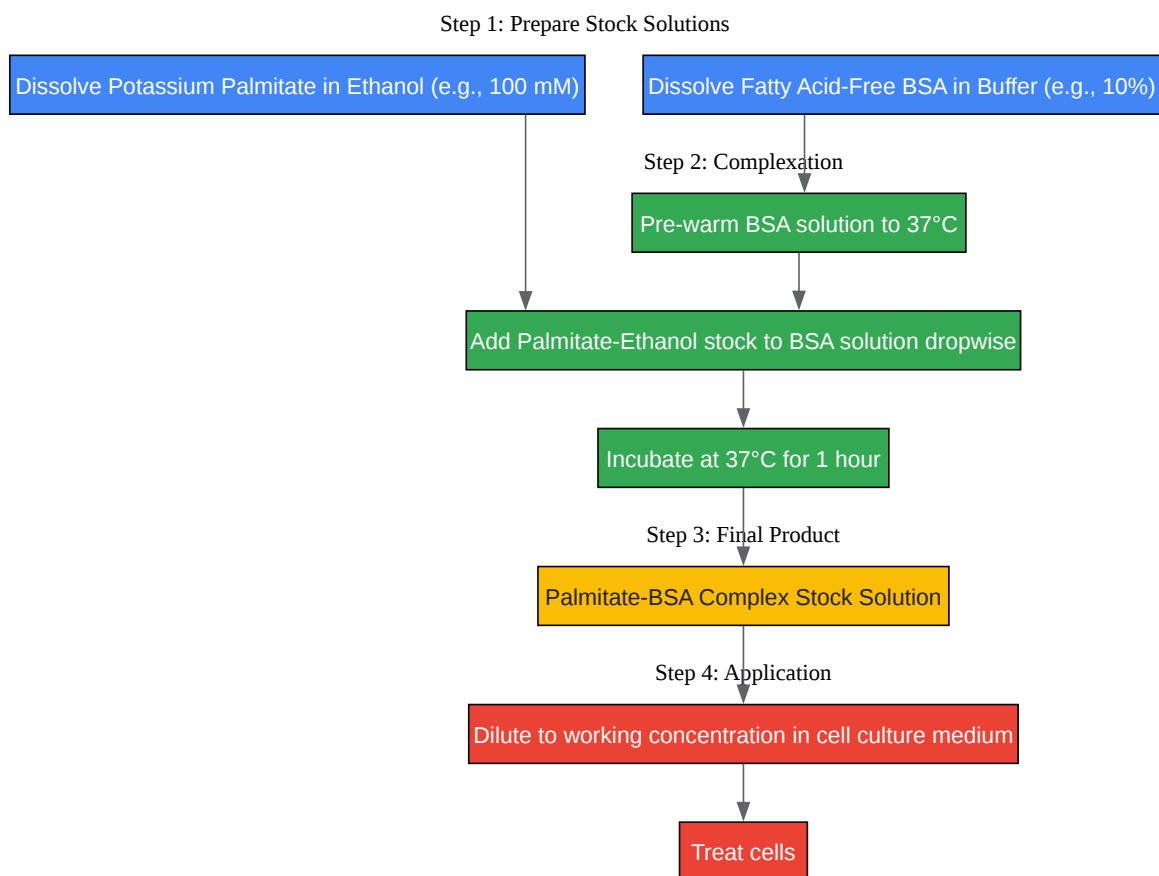 Step 1: Prepare Stock Solutions
Dissolve Potassium Palmitate in Ethanol (e.g., 100 mM)
Dissolve Fatty Acid-Free BSA in Buffer (e.g., 10%)
Step 2: Complexation
Pre-warm BSA solution to 37°C
Add Palmitate-Ethanol stock to BSA solution dropwise
Incubate at 37°C for 1 hour
Step 3: Final Product
Palmitate-BSA Complex Stock Solution
Step 4: Application
Dilute to working concentration in cell culture medium
Treat cells